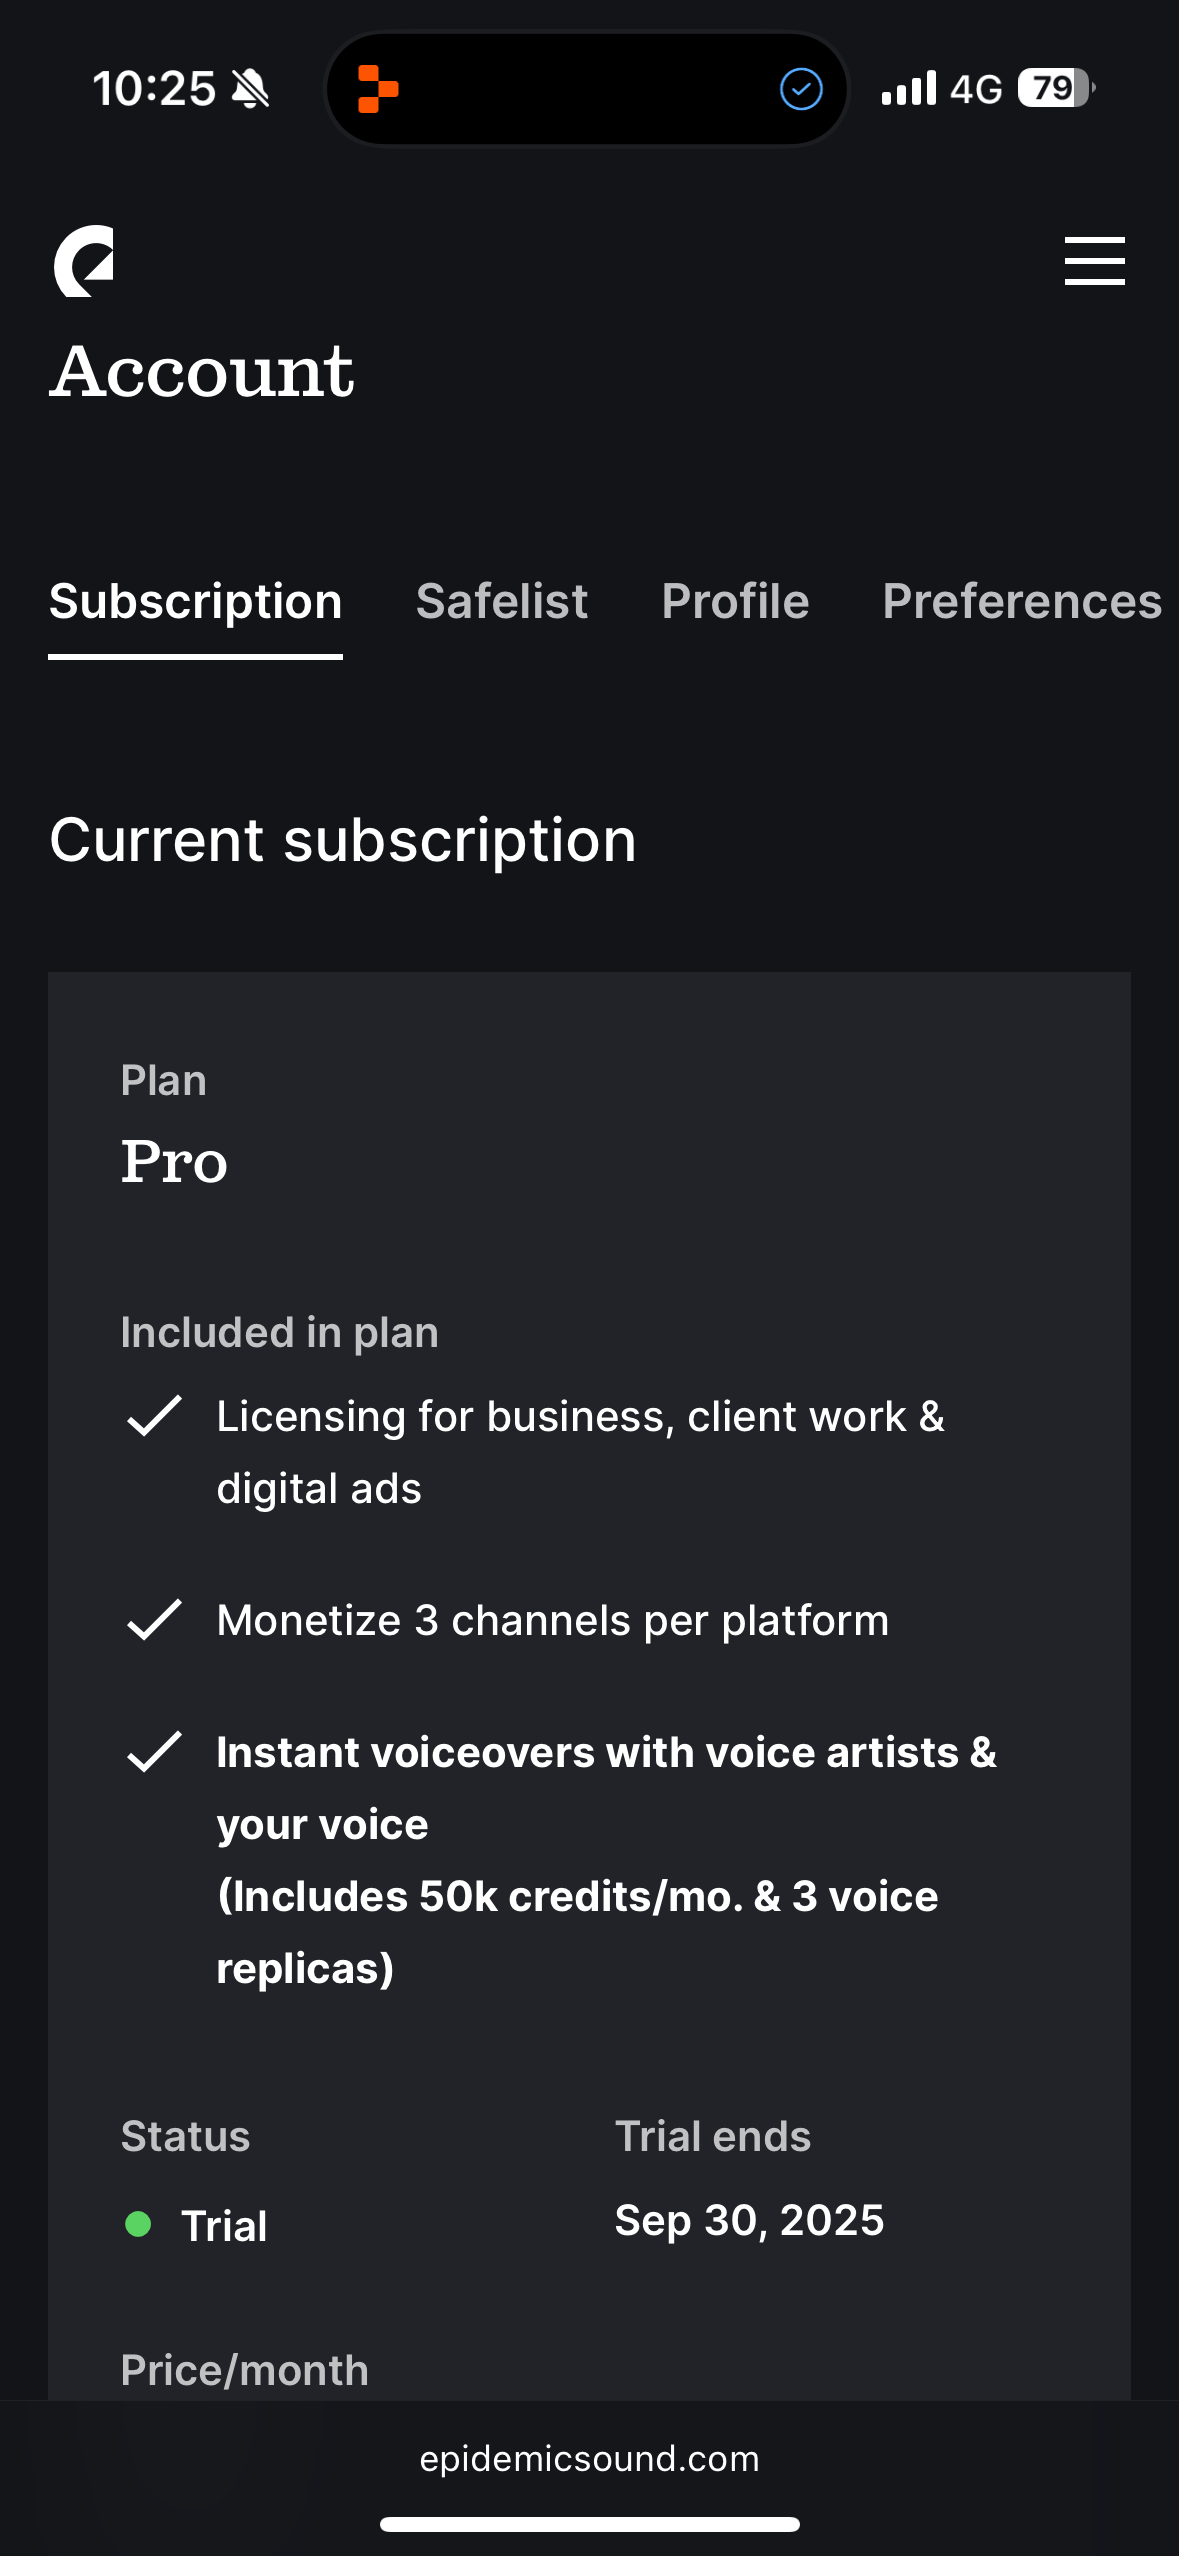 10:25
4G
79
Account
Subscription Safelist Profile Preferences
Current subscription
Plan
Pro
Included in plan
Licensing for business, client work &
digital ads
Monetize 3 channels per platform
Instant voiceovers with voice artists &
your voice
(Includes 50k credits/mo. & 3 voice
replicas)
Status
Trial
Trial ends
Sep 30, 2025
Price/month
epidemicsound.com